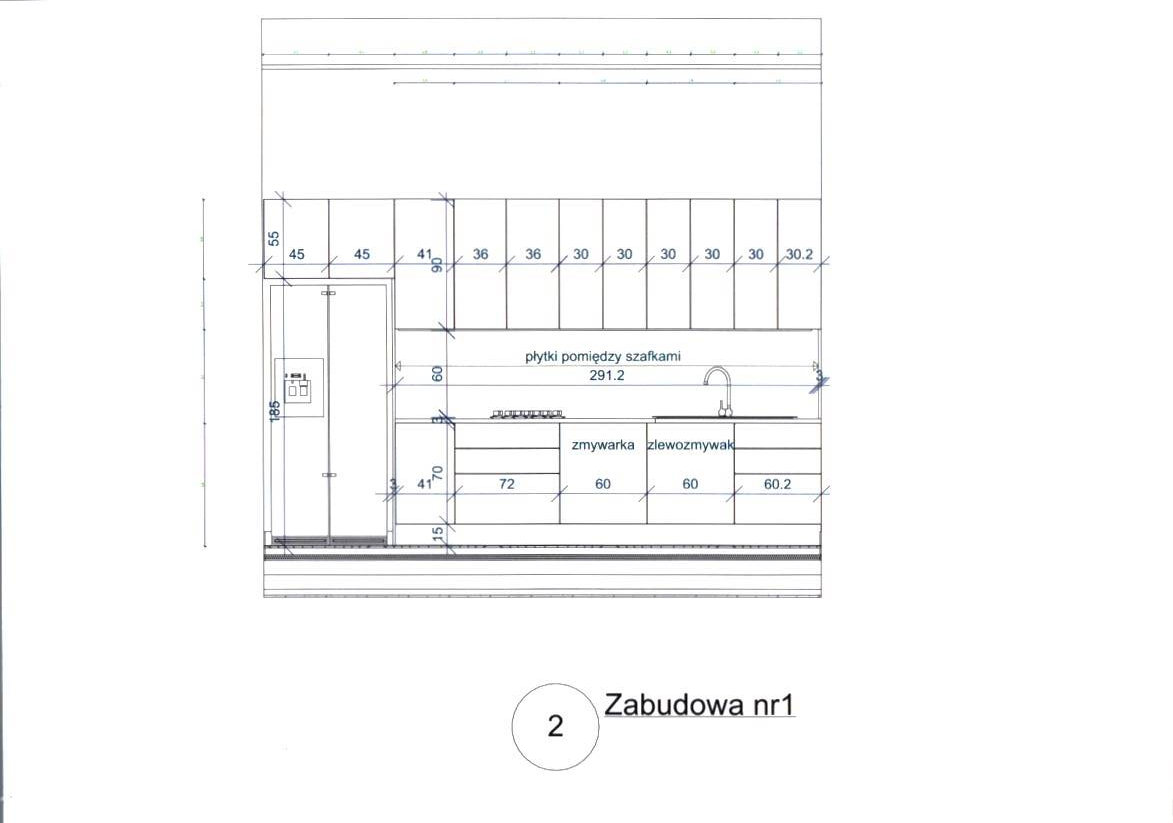 55
45 45 41 36 36 30 30 30 30 30 30.2
90
płytki pomiędzy szafkami
291.2
3
60
185
3
zmywarka zlewozmywak
70
3 41 72 60 60 60.2
15
2 Zabudowa nr1